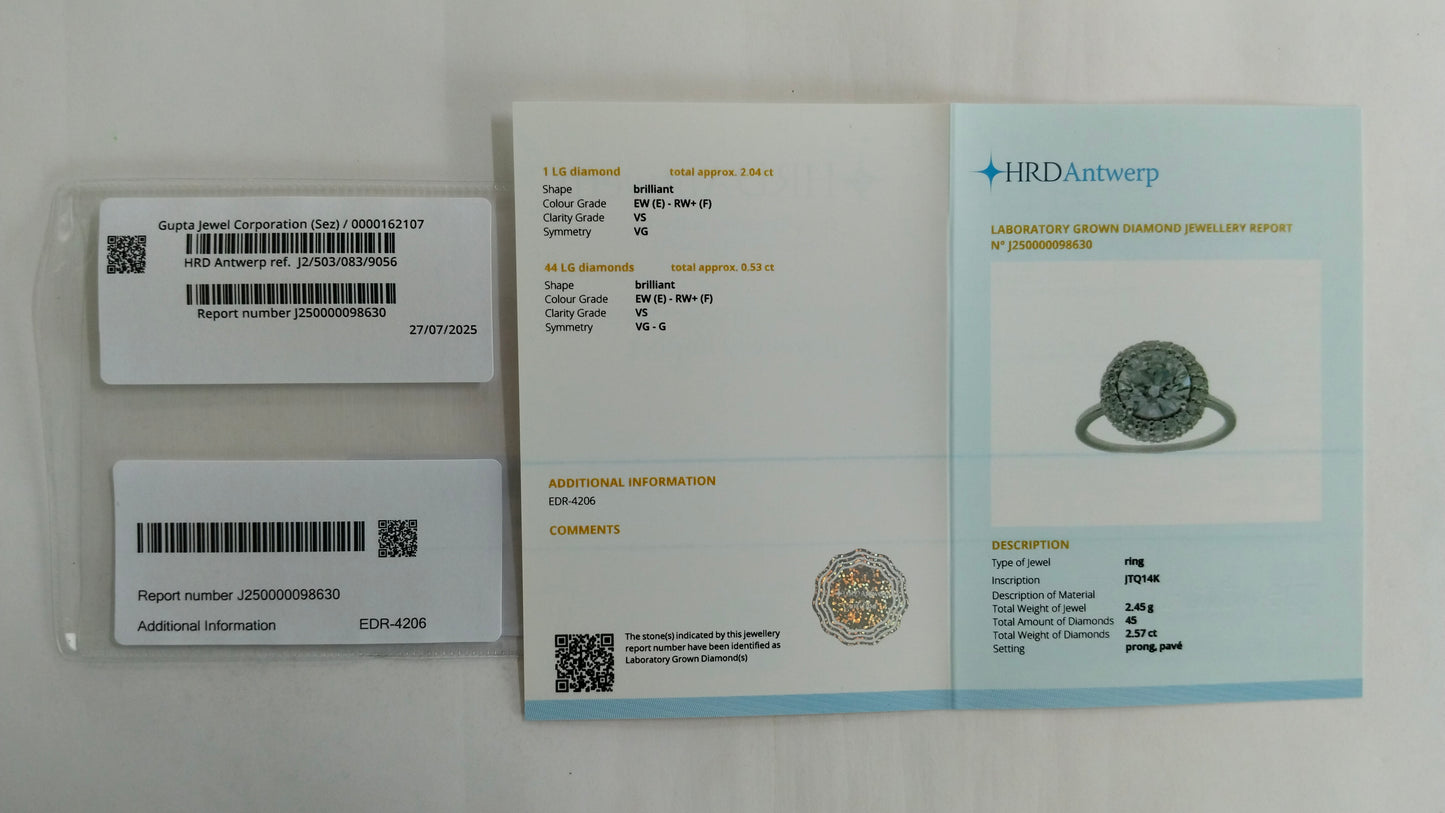 Gupta Jewel Corporation (Sez) / 0000162107
HRD Antwerp ref. J2/503/083/9056
Report number J250000098630
27/07/2025
Report number J250000098630
Additional Information EDR-4206
1 LG diamond total approx. 2.04 ct
Shape brilliant
Colour Grade EW (E) - RW+ (F)
Clarity Grade VS
Symmetry VG
44 LG diamonds total approx. 0.53 ct
Shape brilliant
Colour Grade EW (E) - RW+ (F)
Clarity Grade VS
Symmetry VG - G
ADDITIONAL INFORMATION
EDR-4206
COMMENTS
The stone(s) indicated by this jewellery
report number have been identified as
Laboratory Grown Diamond(s)
HRD Antwerp
LABORATORY GROWN DIAMOND JEWELLERY REPORT
N° J250000098630
DESCRIPTION
Type of Jewel ring
Inscription JTQ14K
Description of Material
Total Weight of Jewel 2.45 g
Total Amount of Diamonds 45
Total Weight of Diamonds 2.57 ct
Setting prong, pavé